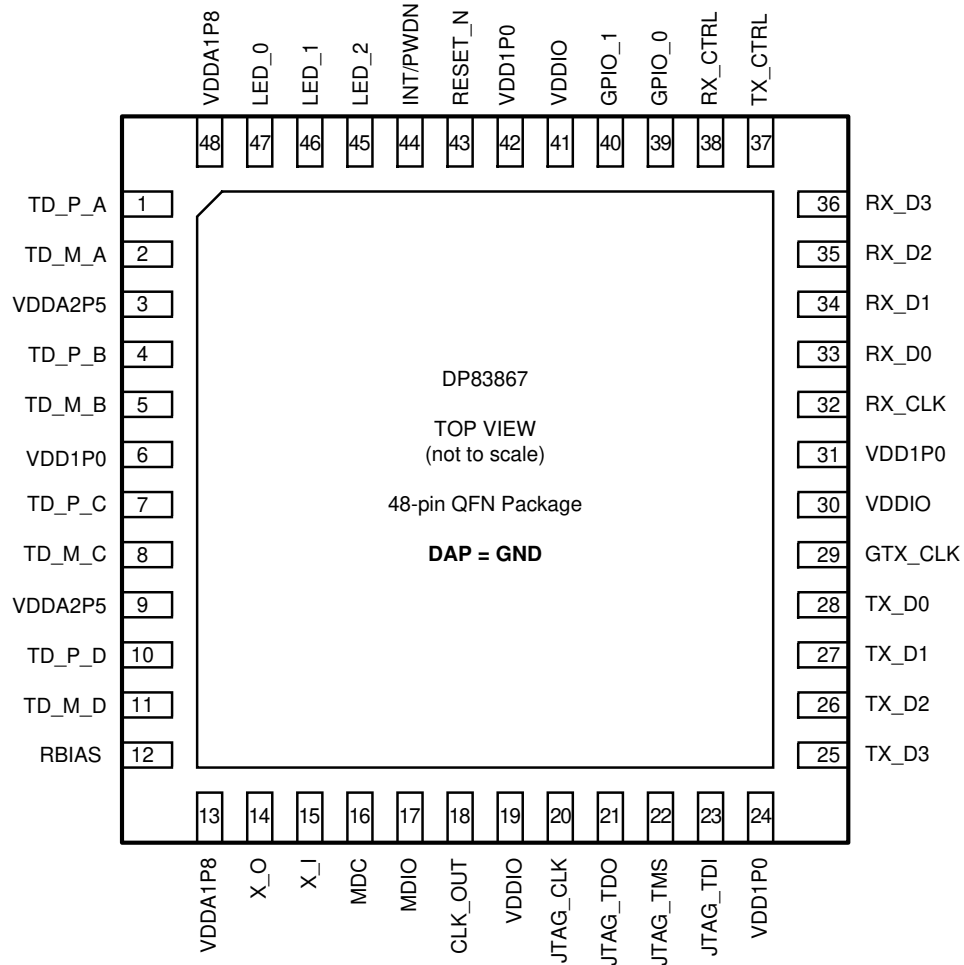 VDDA1P8
LED_0
LED_1
LED_2
INT/PWDN
RESET_N
VDD1P0
VDDIO
GPIO_1
GPIO_0
RX_CTRL
TX_CTRL
48 47 46 45 44 43 42 41 40 39 38 37
TD_P_A 1
TD_M_A 2
VDDA2P5 3
TD_P_B 4
TD_M_B 5
VDD1P0 6
TD_P_C 7
TD_M_C 8
VDDA2P5 9
TD_P_D 10
TD_M_D 11
RBIAS 12
DP83867
TOP VIEW
(not to scale)
48-pin QFN Package
DAP = GND
36 RX_D3
35 RX_D2
34 RX_D1
33 RX_D0
32 RX_CLK
31 VDD1P0
30 VDDIO
29 GTX_CLK
28 TX_D0
27 TX_D1
26 TX_D2
25 TX_D3
13 14 15 16 17 18 19 20 21 22 23 24
VDDA1P8
X_O
X_I
MDC
MDIO
CLK_OUT
VDDIO
JTAG_CLK
JTAG_TDO
JTAG_TMS
JTAG_TDI
VDD1P0